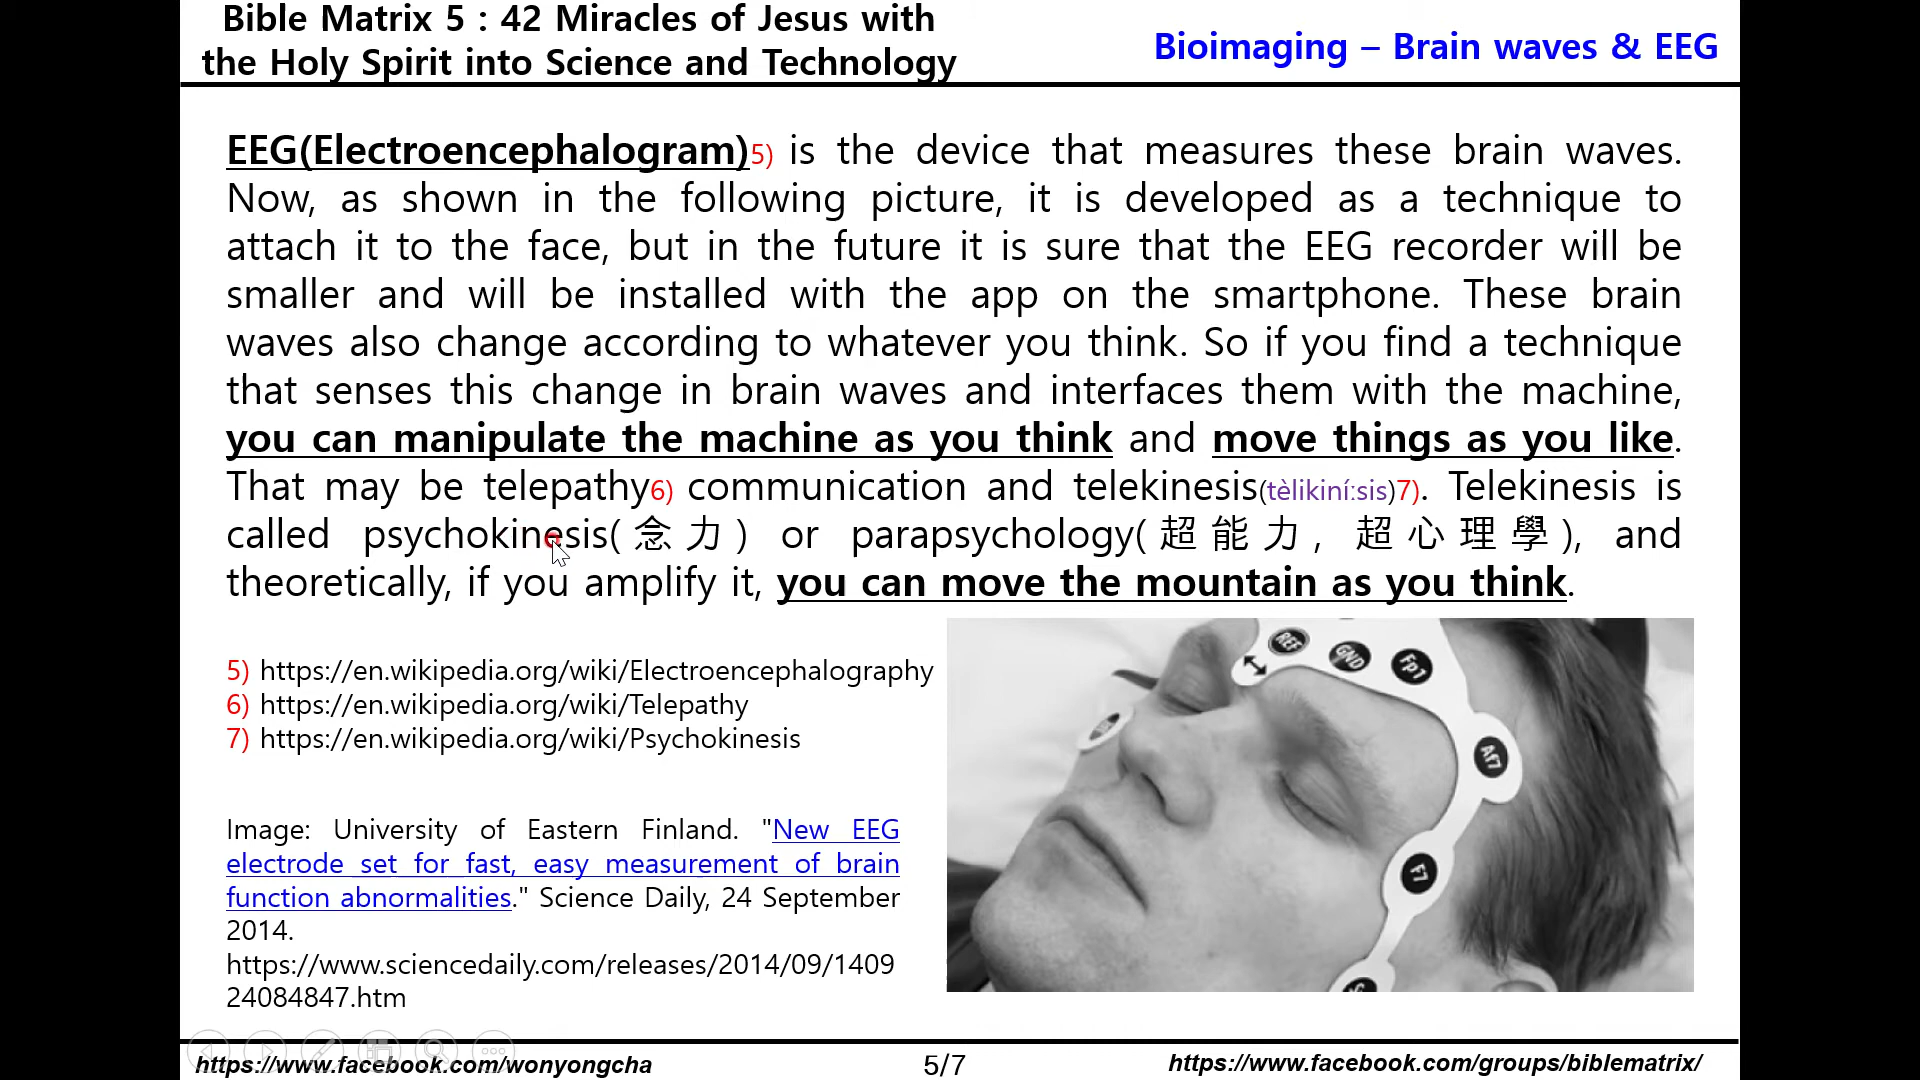 Bible Matrix 5 : 42 Miracles of Jesus with
the Holy Spirit into Science and Technology
Bioimaging – Brain waves & EEG
EEG(Electroencephalogram)5) is the device that measures these brain waves.
Now, as shown in the following picture, it is developed as a technique to
attach it to the face, but in the future it is sure that the EEG recorder will be
smaller and will be installed with the app on the smartphone. These brain
waves also change according to whatever you think. So if you find a technique
that senses this change in brain waves and interfaces them with the machine,
you can manipulate the machine as you think and move things as you like.
That may be telepathy6) communication and telekinesis(tèlikiní:sis)7). Telekinesis is
called psychokinesis(念力) or parapsychology(超能力, 超心理學), and
theoretically, if you amplify it, you can move the mountain as you think.
5) https://en.wikipedia.org/wiki/Electroencephalography
6) https://en.wikipedia.org/wiki/Telepathy
7) https://en.wikipedia.org/wiki/Psychokinesis
Image: University of Eastern Finland. "New EEG
electrode set for fast, easy measurement of brain
function abnormalities." Science Daily, 24 September
2014.
https://www.sciencedaily.com/releases/2014/09/1409
24084847.htm
REF
GND
Fp1
Af7
F7
https://www.facebook.com/wonyongcha
5/7
https://www.facebook.com/groups/biblematrix/